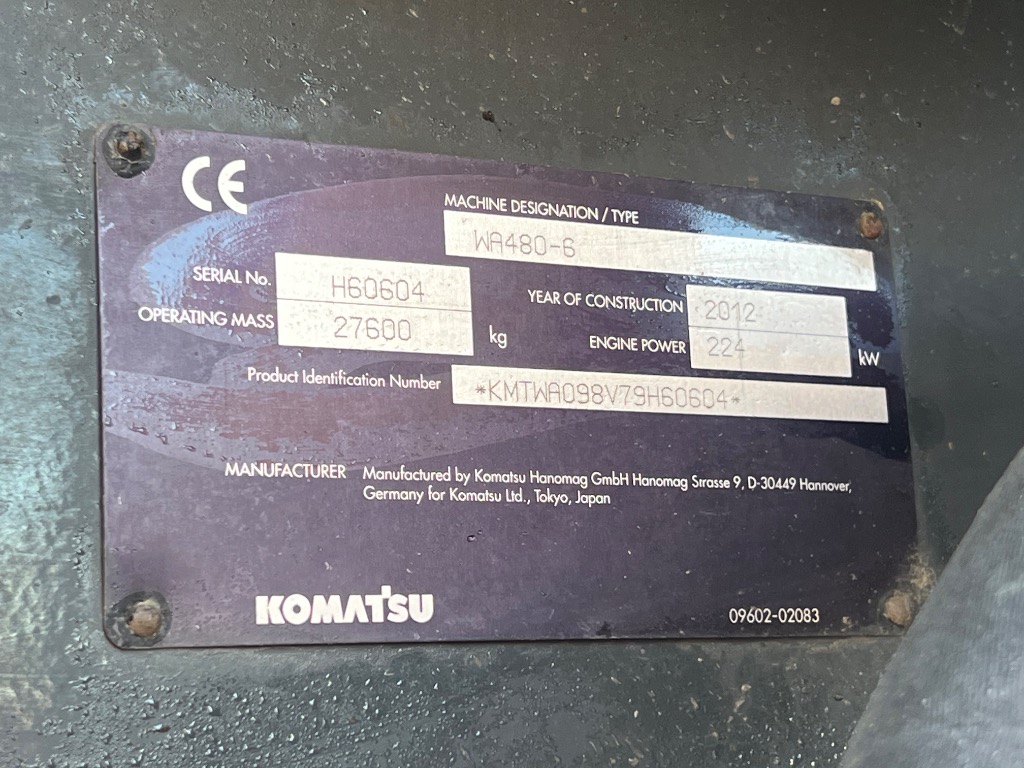 CE
MACHINE DESIGNATION / TYPE
WA480-6
SERIAL No. H60604
YEAR OF CONSTRUCTION 2012
OPERATING MASS 27600 kg
ENGINE POWER 224 kW
Product Identification Number *KMTWA098V79H60604*
MANUFACTURER Manufactured by Komatsu Hanomag GmbH Hanomag Strasse 9, D-30449 Hannover,
Germany for Komatsu Ltd., Tokyo, Japan
KOMATSU
09602-02083